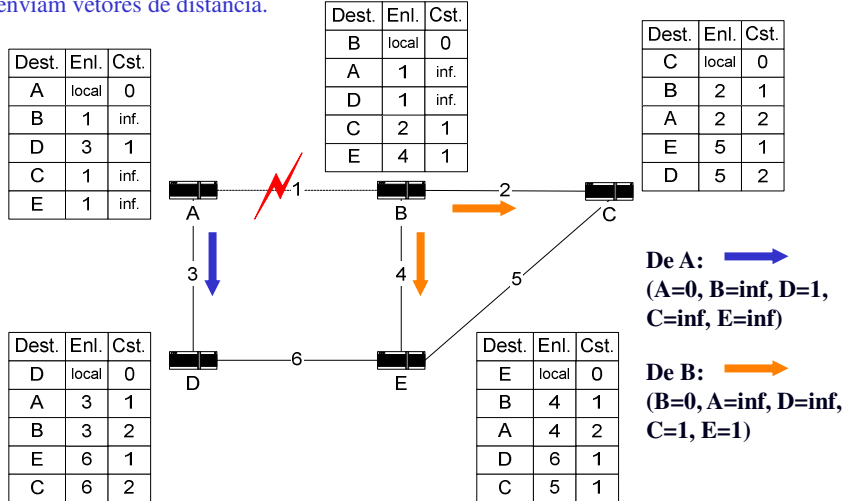 enviam vetores de distância.
Dest. Enl. Cst.
A local 0
B 1 inf.
D 3 1
C 1 inf.
E 1 inf.
Dest. Enl. Cst.
B local 0
A 1 inf.
D 1 inf.
C 2 1
E 4 1
Dest. Enl. Cst.
C local 0
B 2 1
A 2 2
E 5 1
D 5 2
1
2
A
B
C
3
4
5
6
D
E
De A:
(A=0, B=inf, D=1,
C=inf, E=inf)
De B:
(B=0, A=inf, D=inf,
C=1, E=1)
Dest. Enl. Cst.
D local 0
A 3 1
B 3 2
E 6 1
C 6 2
Dest. Enl. Cst.
E local 0
B 4 1
A 4 2
D 6 1
C 5 1